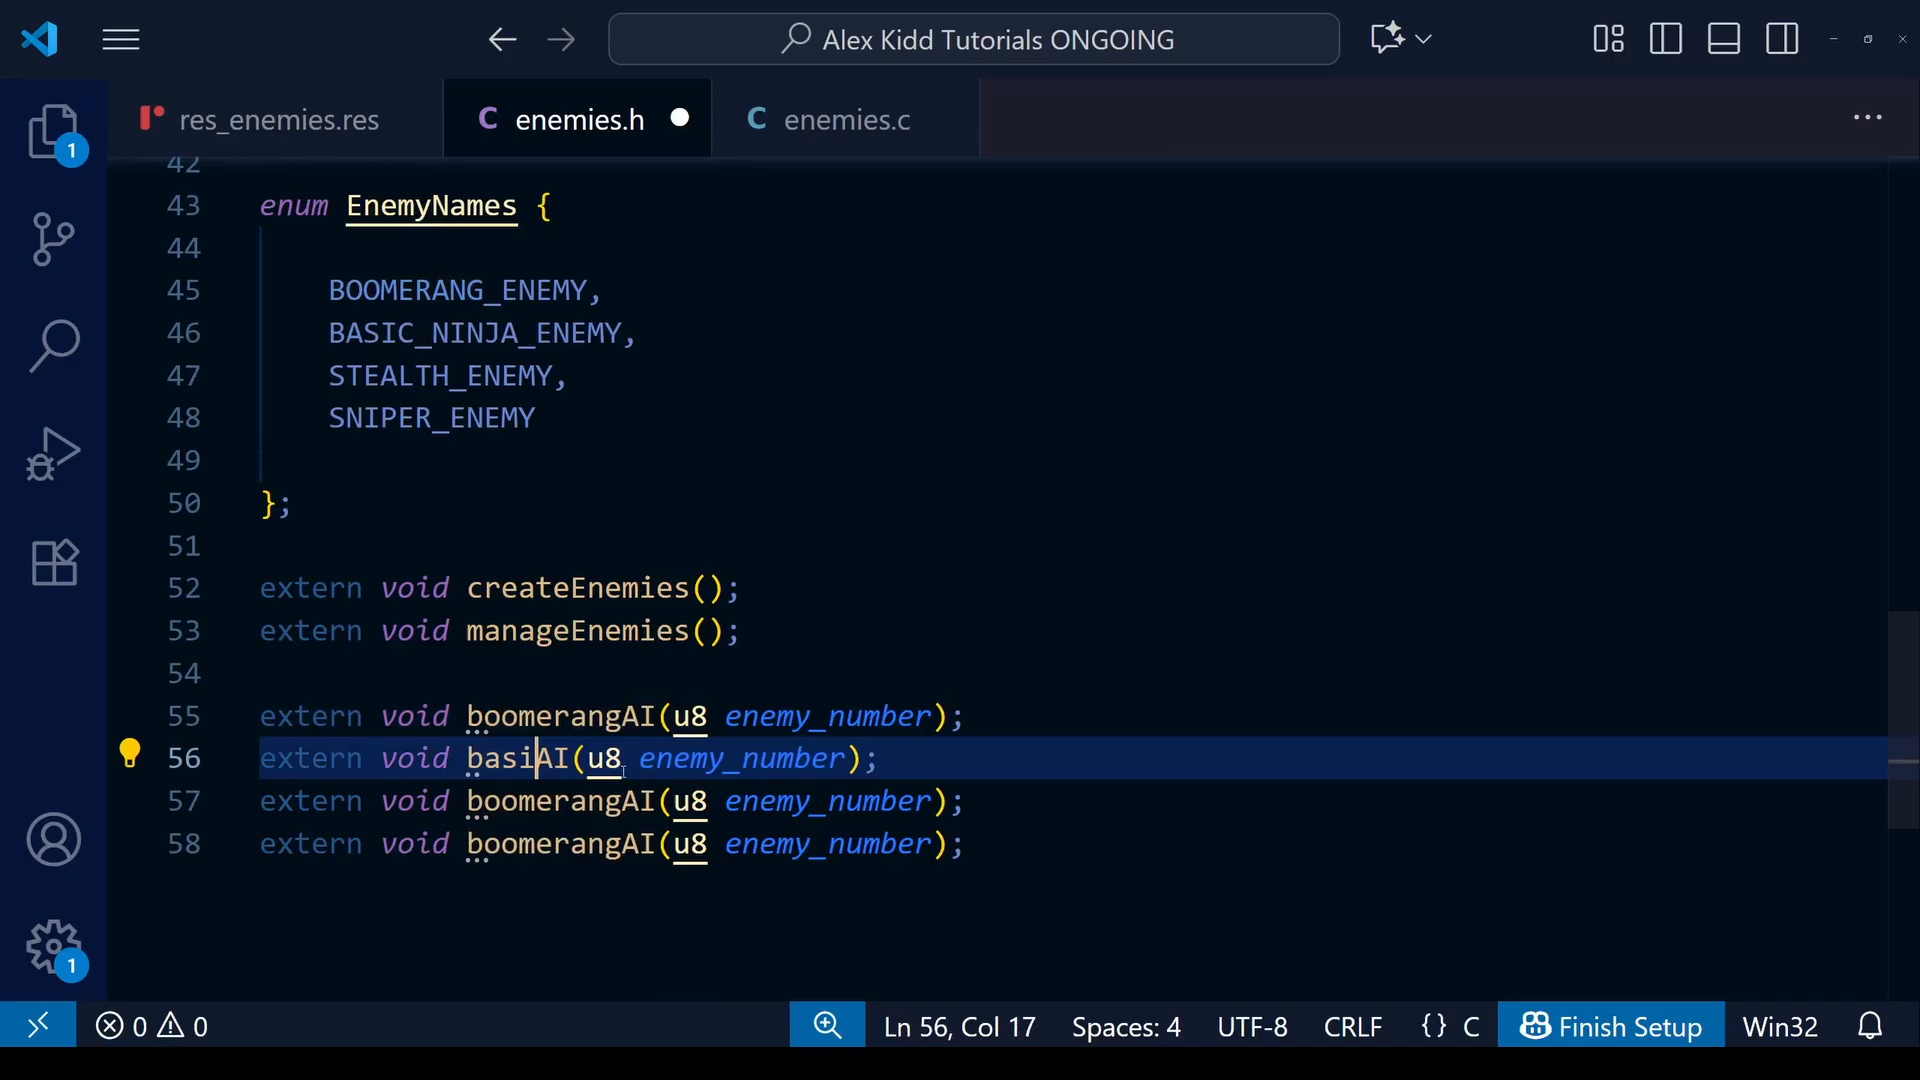 Alex Kidd Tutorials ONGOING
res_enemies.res
enemies.h
enemies.c
1
42
43 enum EnemyNames {
44
45 BOOMERANG_ENEMY,
46 BASIC_NINJA_ENEMY,
47 STEALTH_ENEMY,
48 SNIPER_ENEMY
49
50 };
51
52 extern void createEnemies();
53 extern void manageEnemies();
54
55 extern void boomerangAI(u8 enemy_number);
56 extern void basiAI(u8 enemy_number);
57 extern void boomerangAI(u8 enemy_number);
58 extern void boomerangAI(u8 enemy_number);
1
0 0 Ln 56, Col 17 Spaces: 4 UTF-8 CRLF {} C Finish Setup Win32